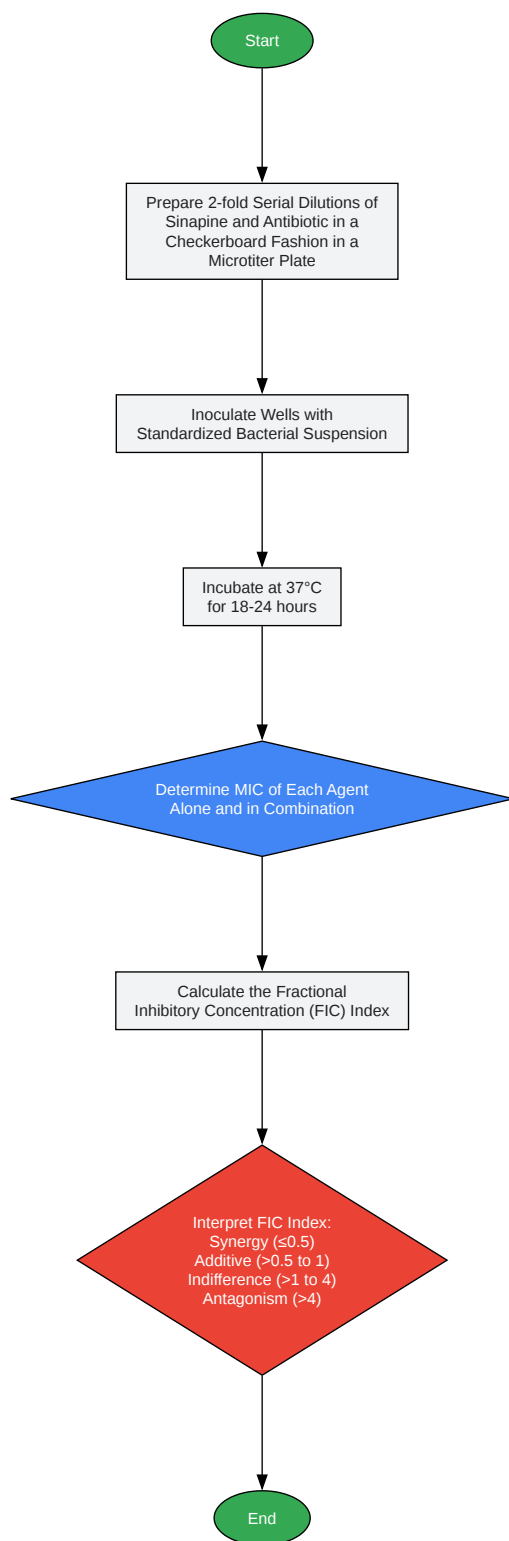 Start
Prepare 2-fold Serial Dilutions of
Sinapine and Antibiotic in a
Checkerboard Fashion in a
Microtiter Plate
Inoculate Wells with
Standardized Bacterial Suspension
Incubate at 37°C
for 18-24 hours
Determine MIC of Each Agent
Alone and in Combination
Calculate the Fractional
Inhibitory Concentration (FIC) Index
Interpret FIC Index:
Synergy (≤0.5)
Additive (>0.5 to 1)
Indifference (>1 to 4)
Antagonism (>4)
End